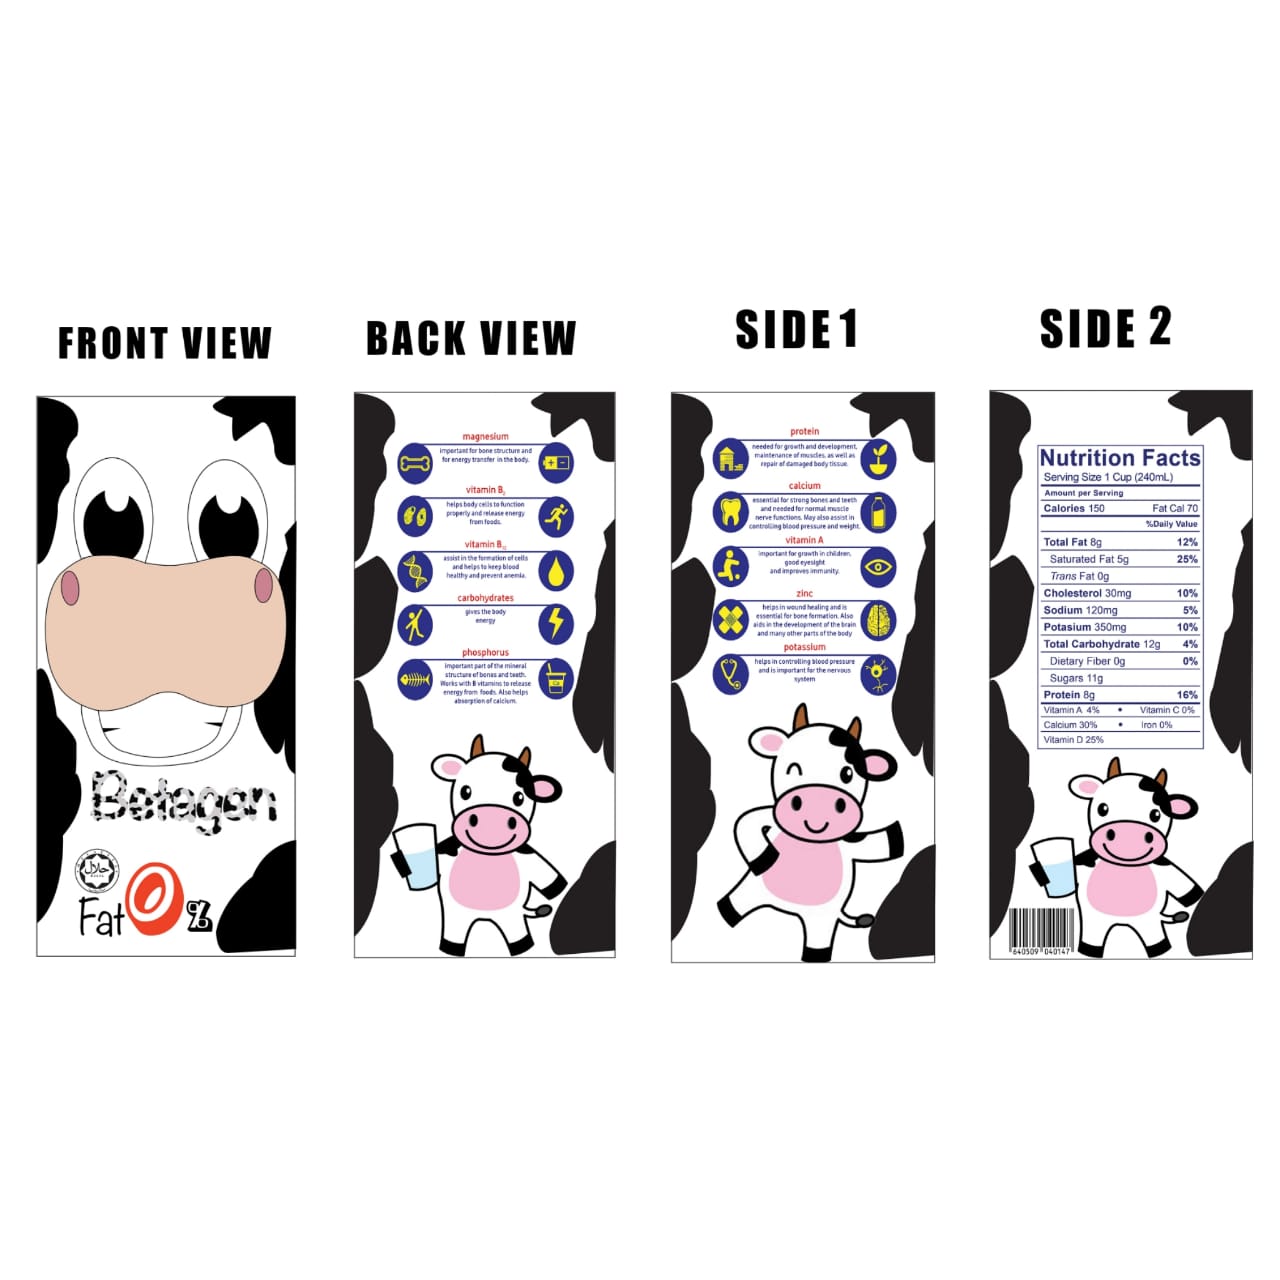 FRONT VIEW
Betagen
حلال
Fat 0%
BACK VIEW
magnesium
important for bone structure and
for energy transfer in the body.
vitamin B₂
helps body cells to function
properly and release energy
from foods.
vitamin B₁₂
assist in the formation of cells
and helps to keep blood
healthy and prevent anemia.
carbohydrates
gives the body
energy
phosphorus
important part of the mineral
structure of bones and teeth.
Works with B vitamins to release
energy from foods. Also helps
absorption of calcium.
SIDE 1
protein
needed for growth and development,
maintenance of muscles, as well as
repair of damaged body tissue.
calcium
essential for strong bones and teeth
and needed for normal muscle
nerve functions. May also assist in
controlling blood pressure and weight.
vitamin A
important for growth in children,
good eyesight
and improves immunity.
zinc
helps in wound healing and is
essential for bone formation. Also
aids in the development of the brain
and many other parts of the body
potassium
helps in controlling blood pressure
and is important for the nervous
system
SIDE 2
Nutrition Facts
Serving Size 1 Cup (240mL)
Amount per Serving
Calories 150 Fat Cal 70
%Daily Value
Total Fat 8g 12%
Saturated Fat 5g 25%
Trans Fat 0g
Cholesterol 30mg 10%
Sodium 120mg 5%
Potasium 350mg 10%
Total Carbohydrate 12g 4%
Dietary Fiber 0g 0%
Sugars 11g
Protein 8g 16%
Vitamin A 4% • Vitamin C 0%
Calcium 30% • Iron 0%
Vitamin D 25%
640509 040147